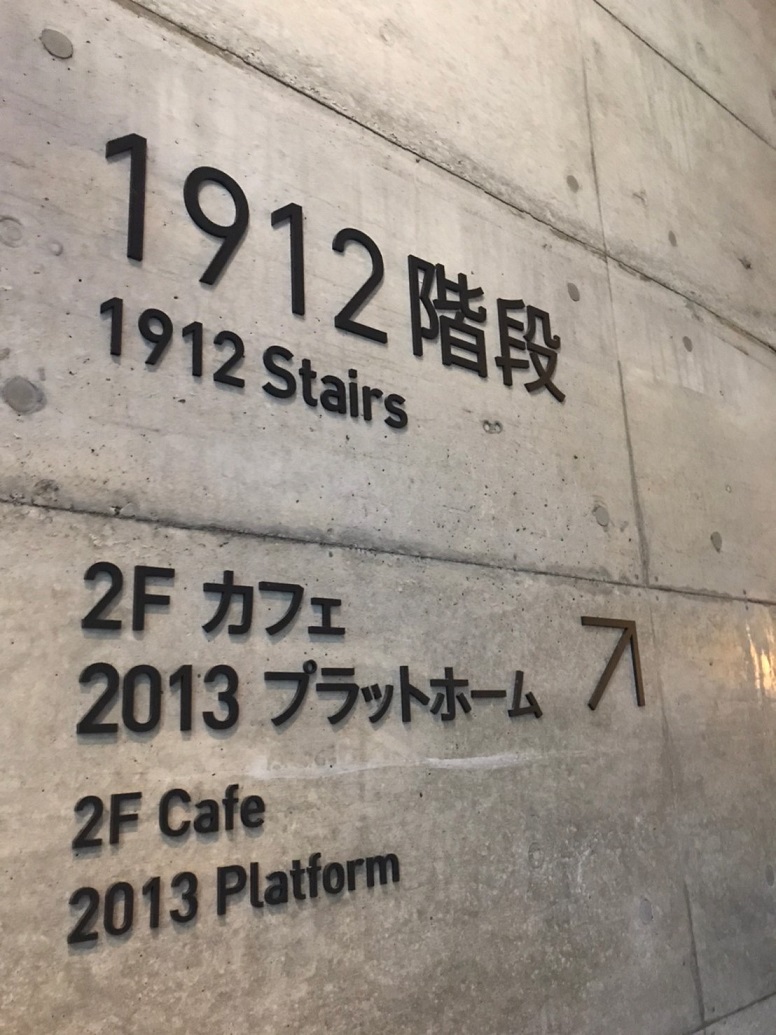 1912階段
1912 Stairs
2F カフェ
2013 プラットホーム
2F Cafe
2013 Platform